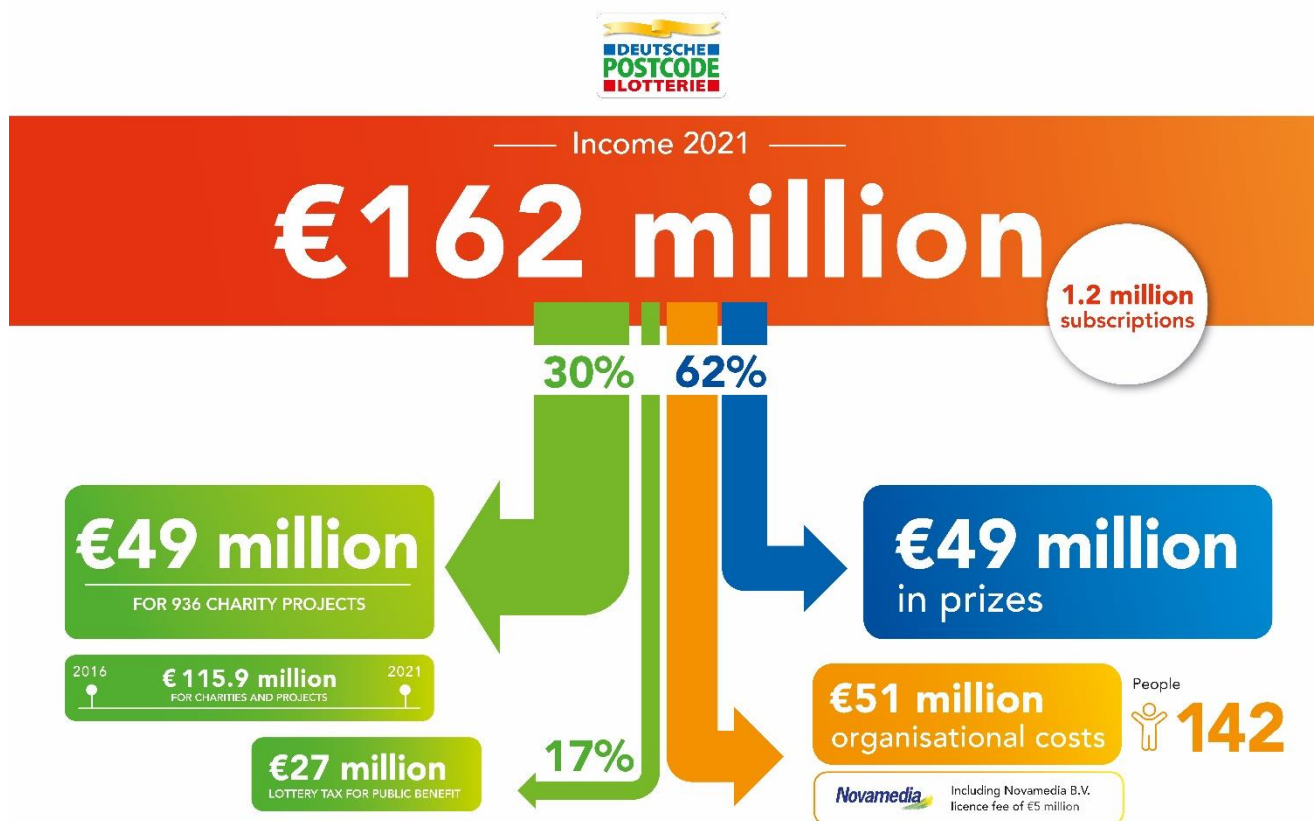 DEUTSCHE
POSTCODE
LOTTERIE
Income 2021
€162 million
1.2 million
subscriptions
30%
62%
€49 million
FOR 936 CHARITY PROJECTS
€49 million
in prizes
2016
€ 115.9 million
FOR CHARITIES AND PROJECTS
2021
€51 million
organisational costs
People
142
17%
€27 million
LOTTERY TAX FOR PUBLIC BENEFIT
Novamedia
Including Novamedia B.V.
licence fee of €5 million